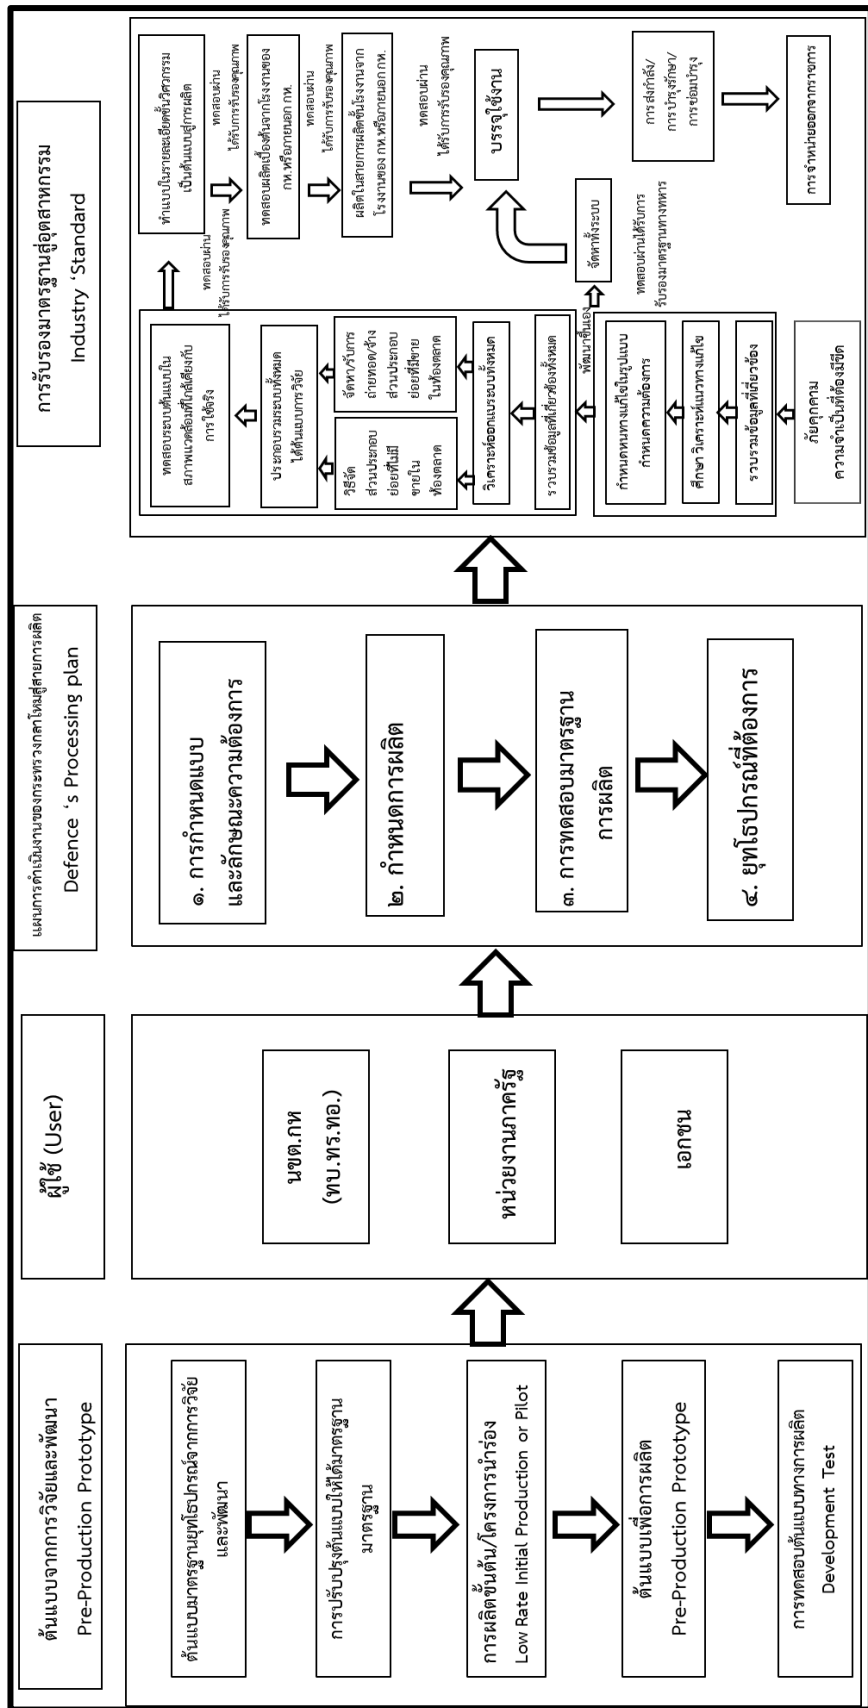 ต้นแบบจากการวิจัยและพัฒนา
Pre-Production Prototype
ต้นแบบมาตรฐานยุทโธปกรณ์จากการวิจัย
และพัฒนา
การปรับปรุงต้นแบบให้ได้มาตรฐาน
มาตรฐาน
การผลิตขั้นต้น/โครงการนำร่อง
Low Rate Initial Production or Pilot
ต้นแบบเพื่อการผลิต
Pre-Production Prototype
การทดสอบต้นแบบทางการผลิต
Development Test
ผู้ใช้ (User)
นขต.กห
(ทบ.ทร.ทอ.)
หน่วยงานภาครัฐ
เอกชน
แผนการดำเนินงานของกระทรวงกลาโหมสู่สายการผลิต
Defence ‘s Processing plan
๑. การกำหนดแบบ
และลักษณะความต้องการ
๒. กำหนดการผลิต
๓. การทดสอบมาตรฐาน
การผลิต
๔. ยุทโธปกรณ์ที่ต้องการ
การรับรองมาตรฐานสู่อุตสาหกรรม
Industry ‘Standard
ทดสอบระบบต้นแบบใน
สภาพแวดล้อมที่ใกล้เคียงกับ
การใช้จริง
ประกอบรวมระบบทั้งหมด
ได้ต้นแบบการวิจัย
วิธีจัด
ส่วนประกอบ
ย่อยที่ไม่มี
ขายใน
ท้องตลาด
จัดหา/รับการ
ถ่ายทอด/จ้าง
ส่วนประกอบ
ย่อยที่มีขาย
ในท้องตลาด
วิเคราะห์ออกแบระบบทั้งหมด
รวบรวมข้อมูลที่เกี่ยวข้องทั้งหมด
พัฒนาขึ้นเอง
กำหนดหนทางแก้ไขในรูปแบบ
กำหนดความต้องการ
ศึกษา วิเคราะห์แนวทางแก้ไข
รวบรวมข้อมูลที่เกี่ยวข้อง
ภัยคุกคาม
ความจำเป็นที่ต้องมีขีด
ทดสอบผ่าน
ได้รับการรับรองคุณภาพ
ทำแบบในรายละเอียดขั้นวิศวกรรม
เป็นต้นแบบสู่การผลิต
ทดสอบผ่าน
ได้รับการรับรองคุณภาพ
ทดสอบผลิตเบื้องต้นจากโรงงานของ
กห.หรือภายนอก กห.
ทดสอบผ่าน
ได้รับการรับรองคุณภาพ
ผลิตในสายการผลิตขั้นโรงงานจาก
โรงงานของ กห.หรือภายนอก กห.
ทดสอบผ่าน
ได้รับการรับรองคุณภาพ
บรรจุใช้งาน
จัดหาทั้งระบบ
ทดสอบผ่านได้รับการ
รับรองมาตรฐานทางทหาร
การส่งกำลัง/
การบำรุงรักษา/
การซ่อมบำรุง
การจำหน่ายออกจากราชการ